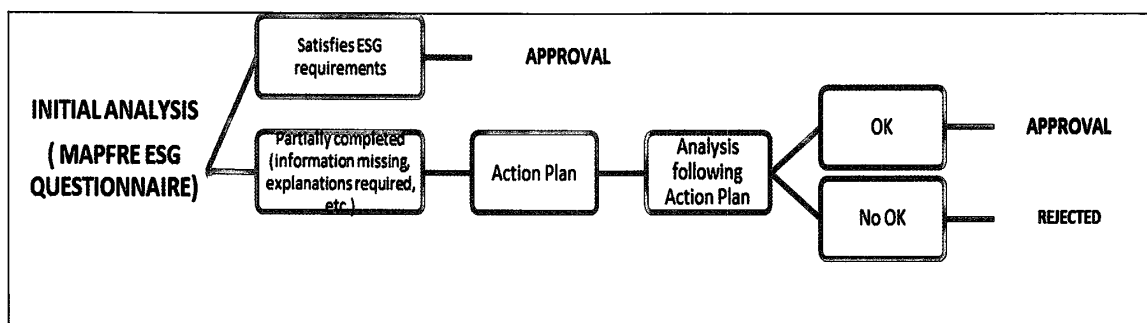 INITIAL ANALYSIS
( MAPFRE ESG
QUESTIONNAIRE)
Satisfies ESG
requirements
APPROVAL
Partially completed
(information missing,
explanations required,
etc.)
Action Plan
Analysis
following
Action Plan
OK
APPROVAL
No OK
REJECTED